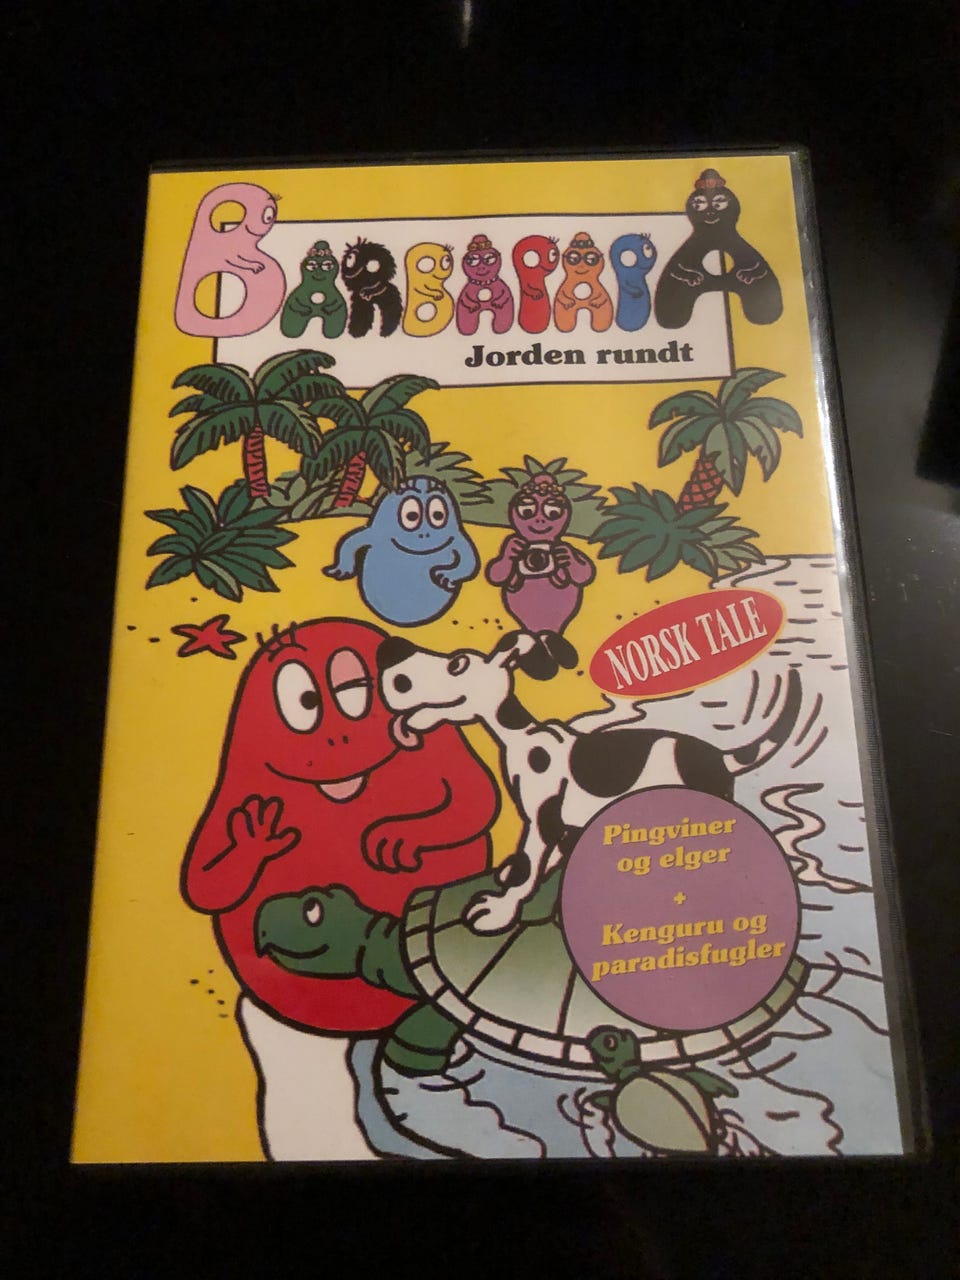 BARBAPAPA
Jorden rundt
NORSK TALE
Pingviner
og elger
+
Kenguru og
paradisfugler